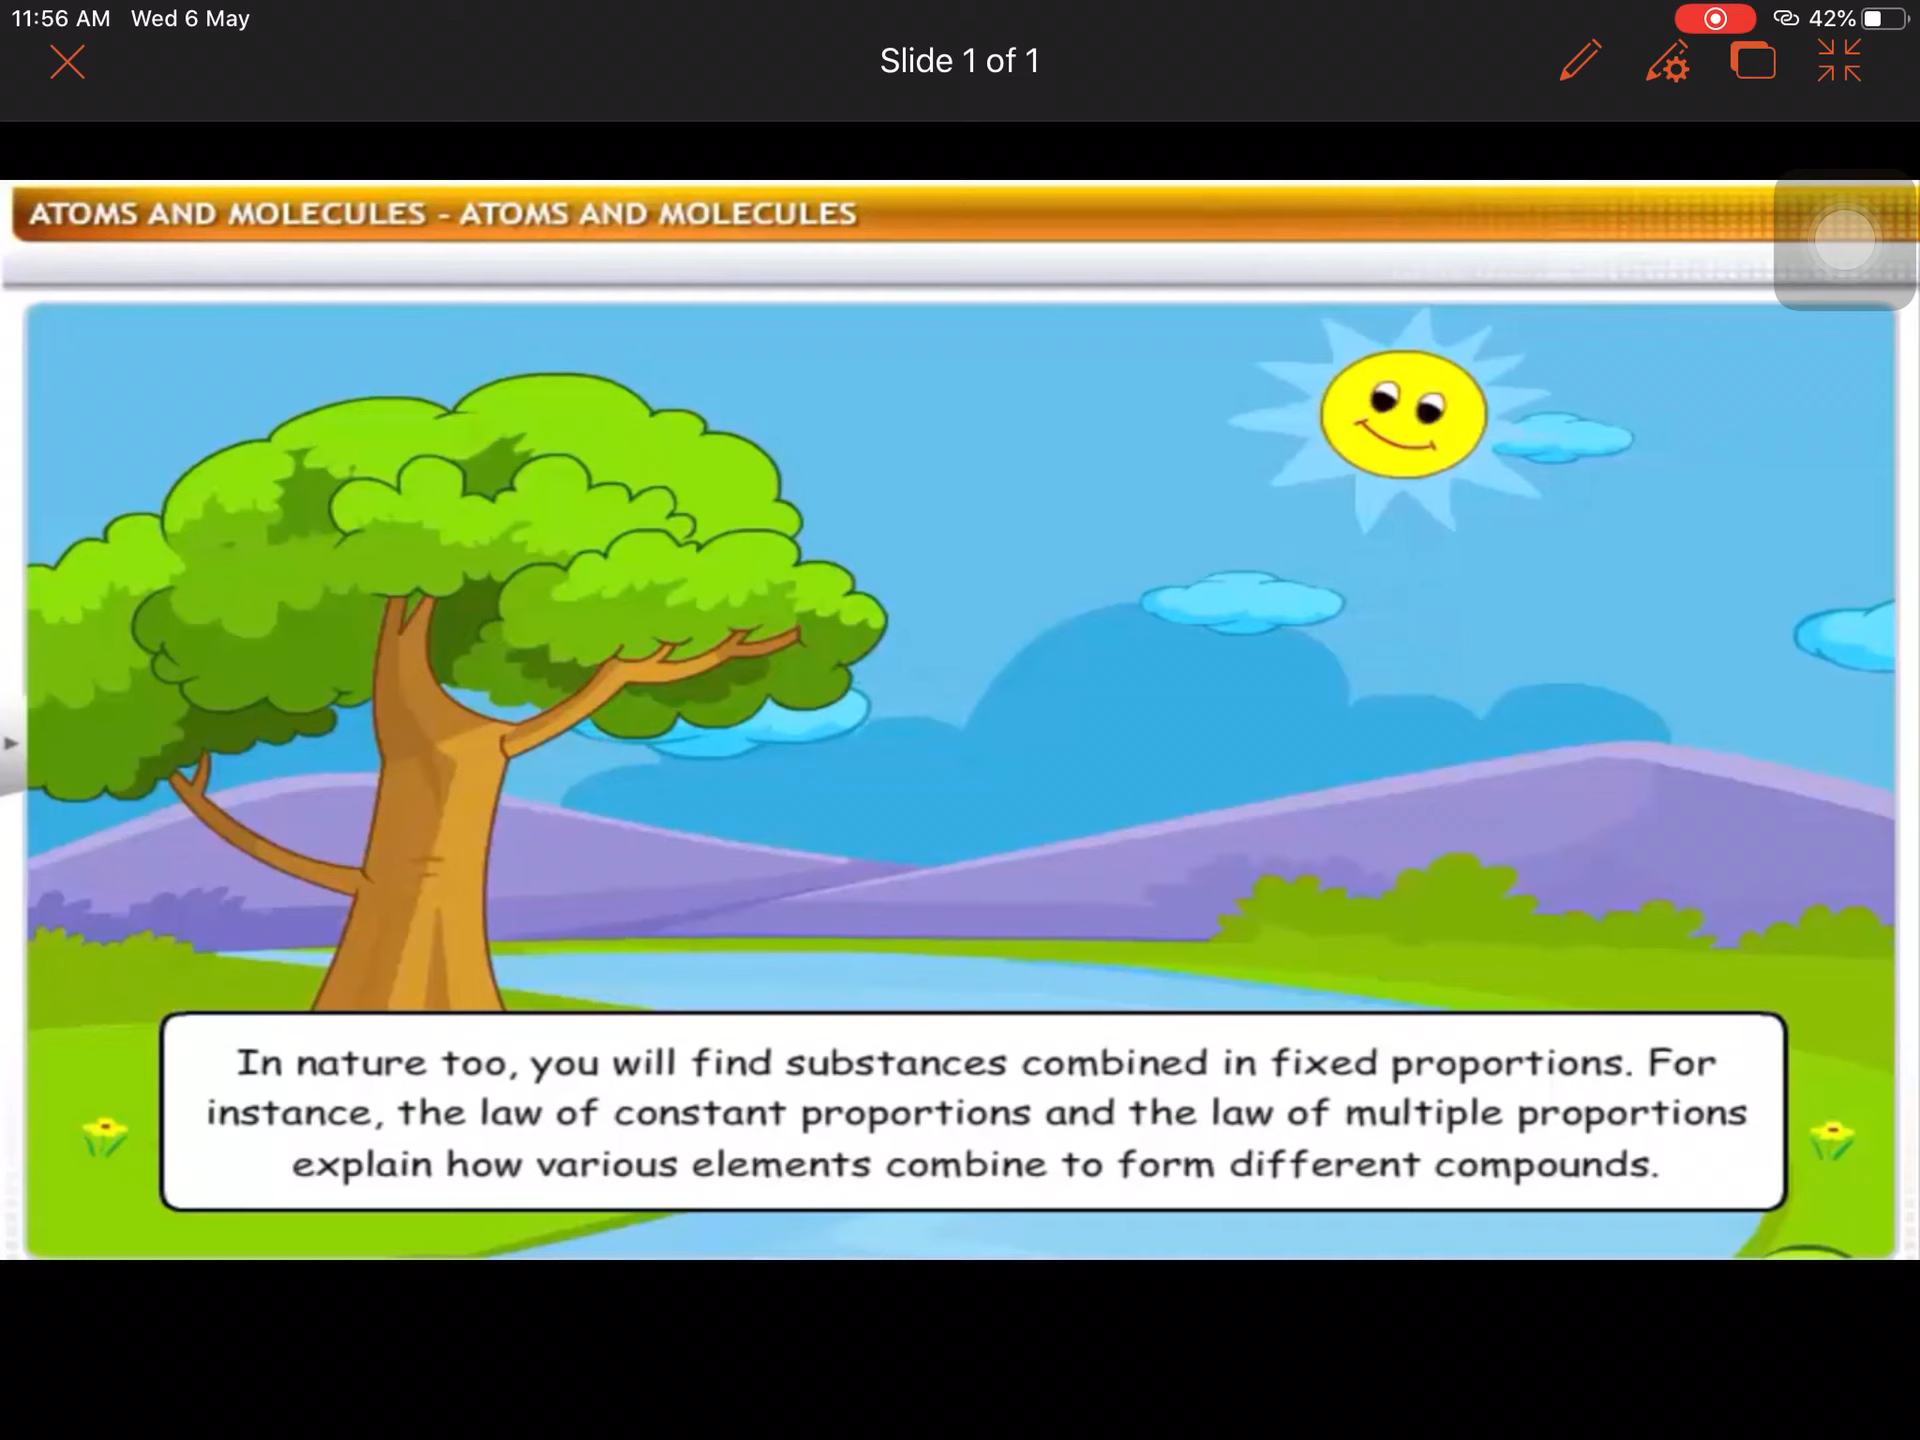 11:56 AM Wed 6 May
42%
Slide 1 of 1
ATOMS AND MOLECULES - ATOMS AND MOLECULES
In nature too, you will find substances combined in fixed proportions. For
instance, the law of constant proportions and the law of multiple proportions
explain how various elements combine to form different compounds.